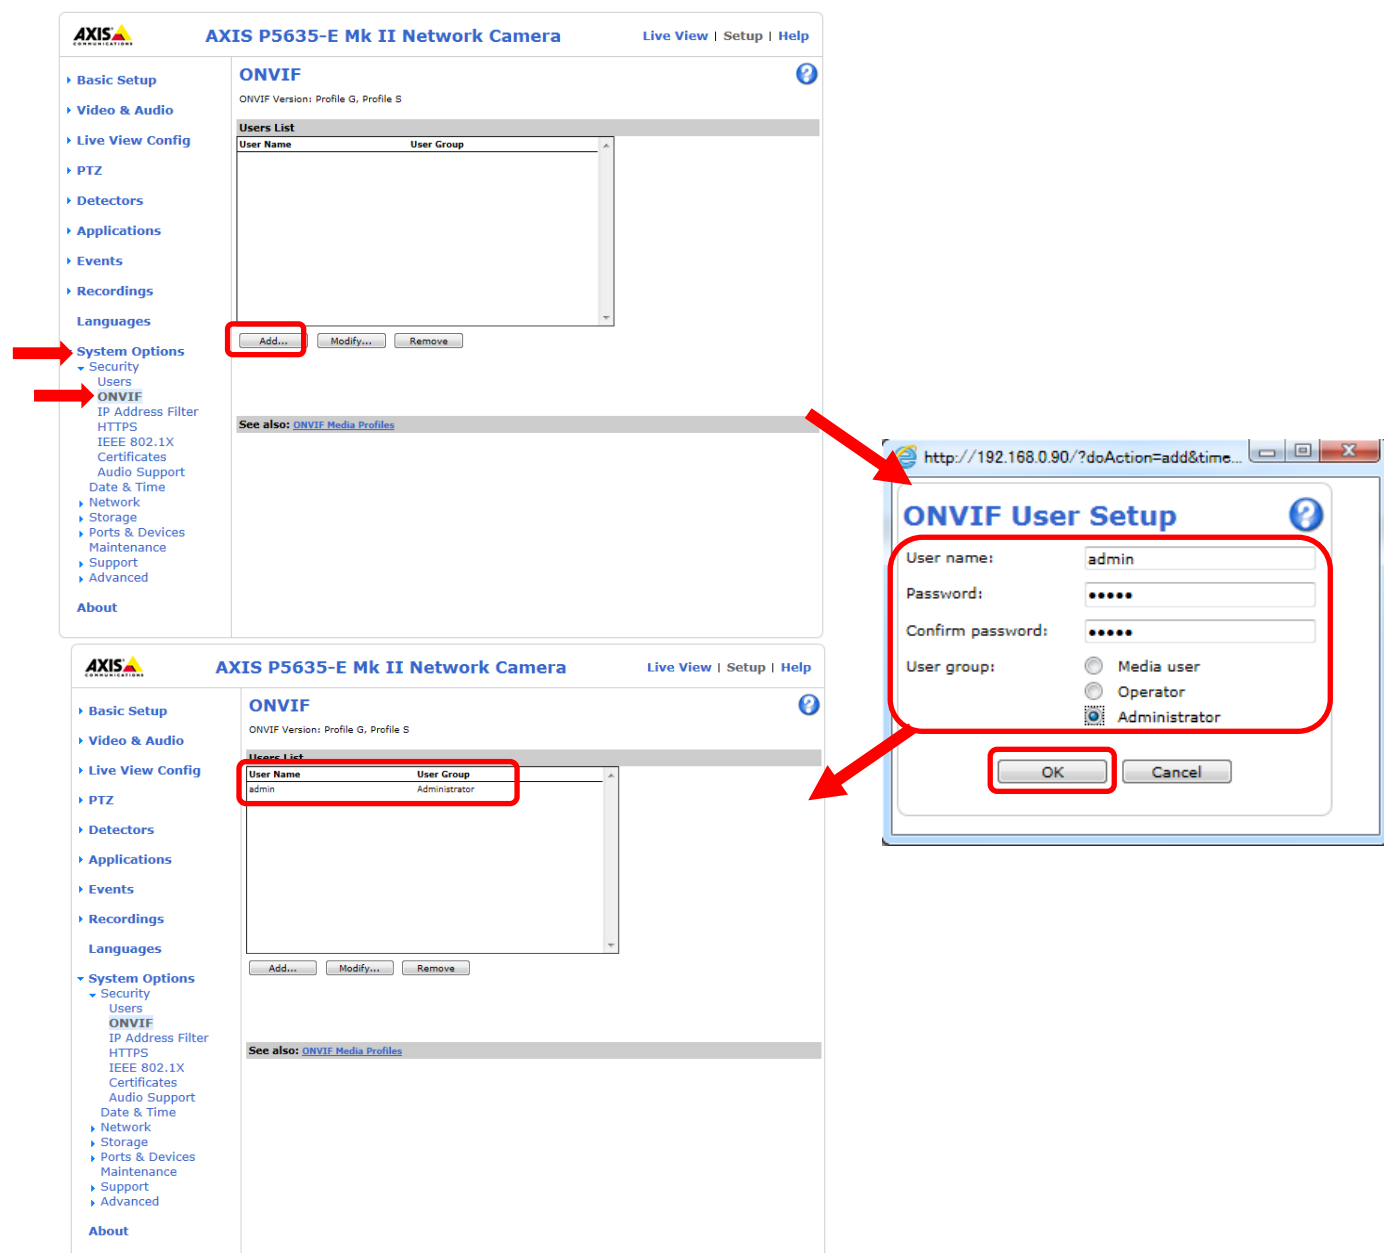 AXIS
COMMUNICATIONS
AXIS P5635-E Mk II Network Camera
Live View | Setup | Help
Basic Setup
Video & Audio
Live View Config
PTZ
Detectors
Applications
Events
Recordings
Languages
System Options
Security
Users
ONVIF
IP Address Filter
HTTPS
IEEE 802.1X
Certificates
Audio Support
Date & Time
Network
Storage
Ports & Devices
Maintenance
Support
Advanced
About
ONVIF
ONVIF Version: Profile G, Profile S
Users List
User Name User Group
Add... Modify... Remove
See also: ONVIF Media Profiles
http://192.168.0.90/?doAction=add&time...
ONVIF User Setup
User name: admin
Password: •••••
Confirm password: •••••
User group: Media user
Operator
Administrator
OK Cancel
AXIS
COMMUNICATIONS
AXIS P5635-E Mk II Network Camera
Live View | Setup | Help
Basic Setup
Video & Audio
Live View Config
PTZ
Detectors
Applications
Events
Recordings
Languages
System Options
Security
Users
ONVIF
IP Address Filter
HTTPS
IEEE 802.1X
Certificates
Audio Support
Date & Time
Network
Storage
Ports & Devices
Maintenance
Support
Advanced
About
ONVIF
ONVIF Version: Profile G, Profile S
Users List
User Name User Group
admin Administrator
Add... Modify... Remove
See also: ONVIF Media Profiles